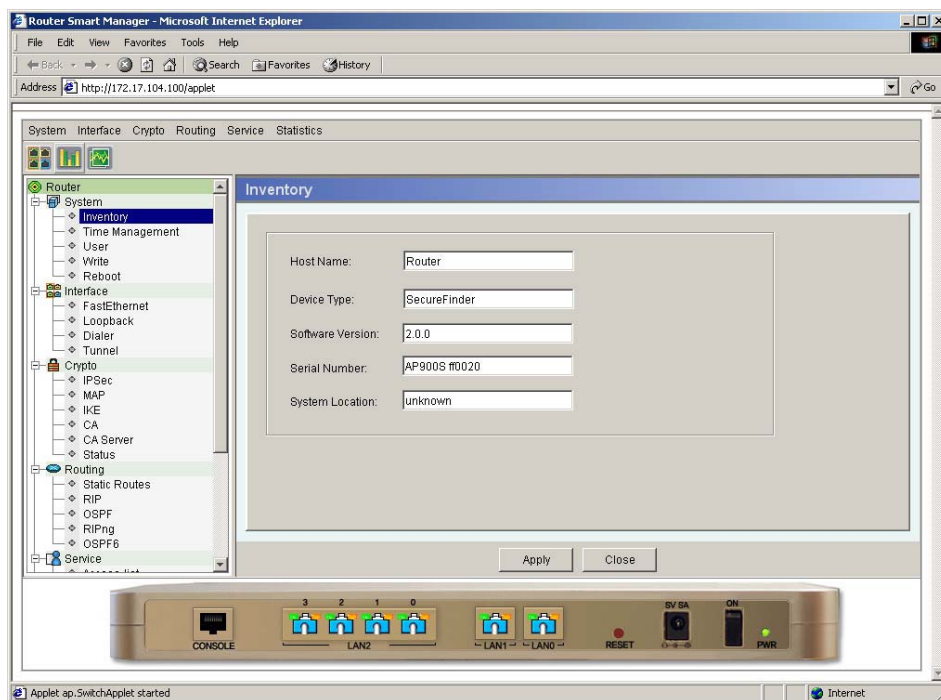 Router Smart Manager - Microsoft Internet Explorer
File Edit View Favorites Tools Help
Back Search Favorites History
Address http://172.17.104.100/applet Go
System Interface Crypto Routing Service Statistics
Router
System
Inventory
Time Management
User
Write
Reboot
Interface
FastEthernet
Loopback
Dialer
Tunnel
Crypto
IPSec
MAP
IKE
CA
CA Server
Status
Routing
Static Routes
RIP
OSPF
RIPng
OSPF6
Service
Inventory
Host Name: Router
Device Type: SecureFinder
Software Version: 2.0.0
Serial Number: AP900S ff0020
System Location: unknown
Apply Close
3 2 1 0 5V 5A ON
CONSOLE LAN2 LAN1 LAN0 RESET PWR
Applet ap.SwitchApplet started Internet